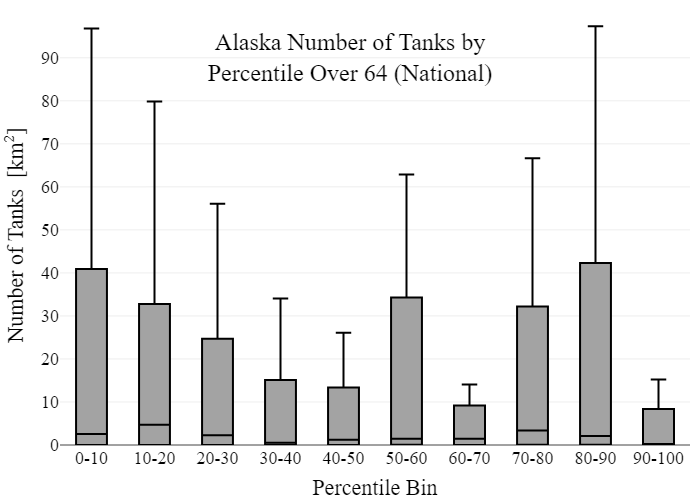 Alaska Number of Tanks by
Percentile Over 64 (National)
Number of Tanks [km²]
90
80
70
60
50
40
30
20
10
0
0-10 10-20 20-30 30-40 40-50 50-60 60-70 70-80 80-90 90-100
Percentile Bin